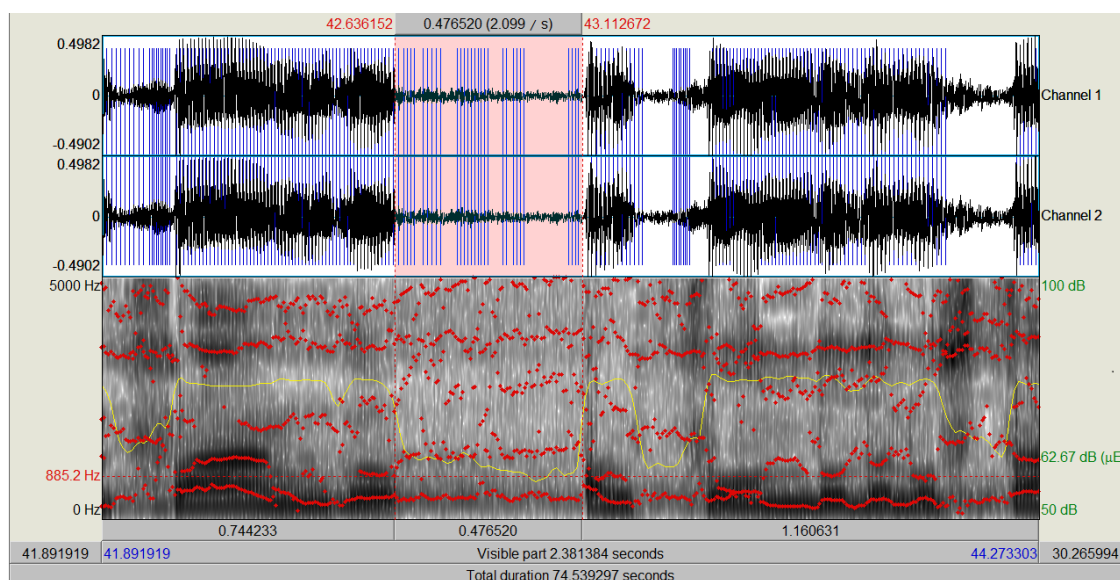 42.636152 0.476520 (2.099 / s) 43.112672
0.4982
0 Channel 1
-0.4902
0.4982
0 Channel 2
-0.4902
5000 Hz 100 dB
885.2 Hz 62.67 dB (µE
0 Hz 50 dB
0.744233 0.476520 1.160631
41.891919 41.891919 Visible part 2.381384 seconds 44.273303 30.265994
Total duration 74.539297 seconds